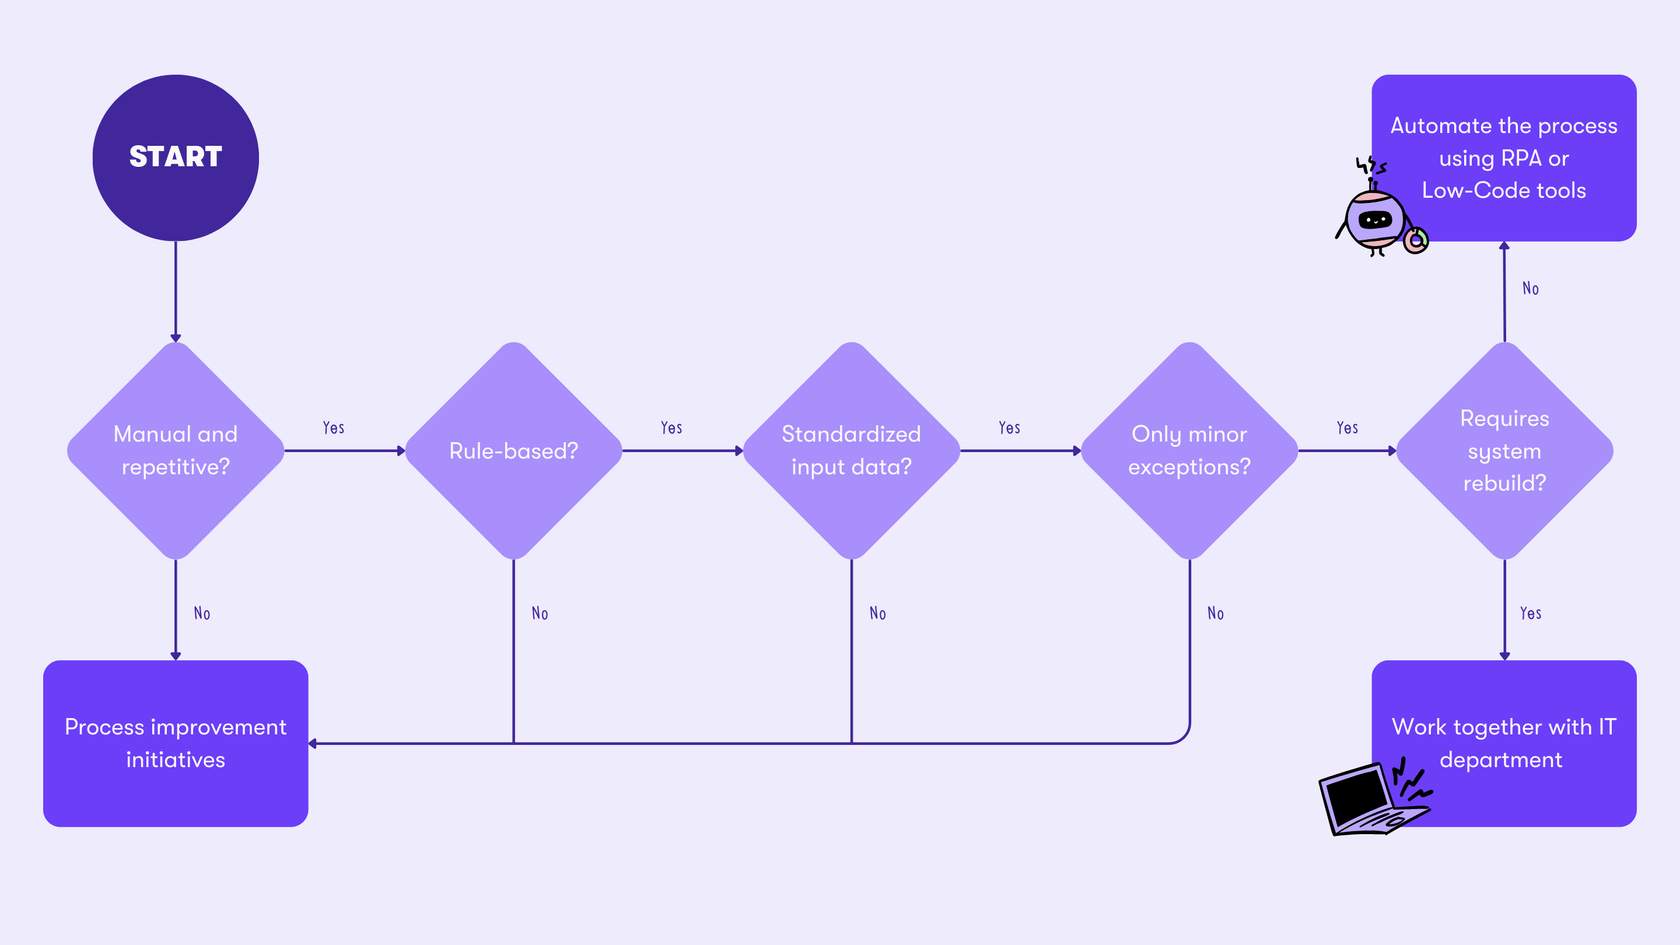 START
Automate the process
using RPA or
Low-Code tools
No
Manual and
repetitive?
Yes
Rule-based?
Yes
Standardized
input data?
Yes
Only minor
exceptions?
Yes
Requires
system
rebuild?
No
No
No
No
Yes
Process improvement
initiatives
Work together with IT
department